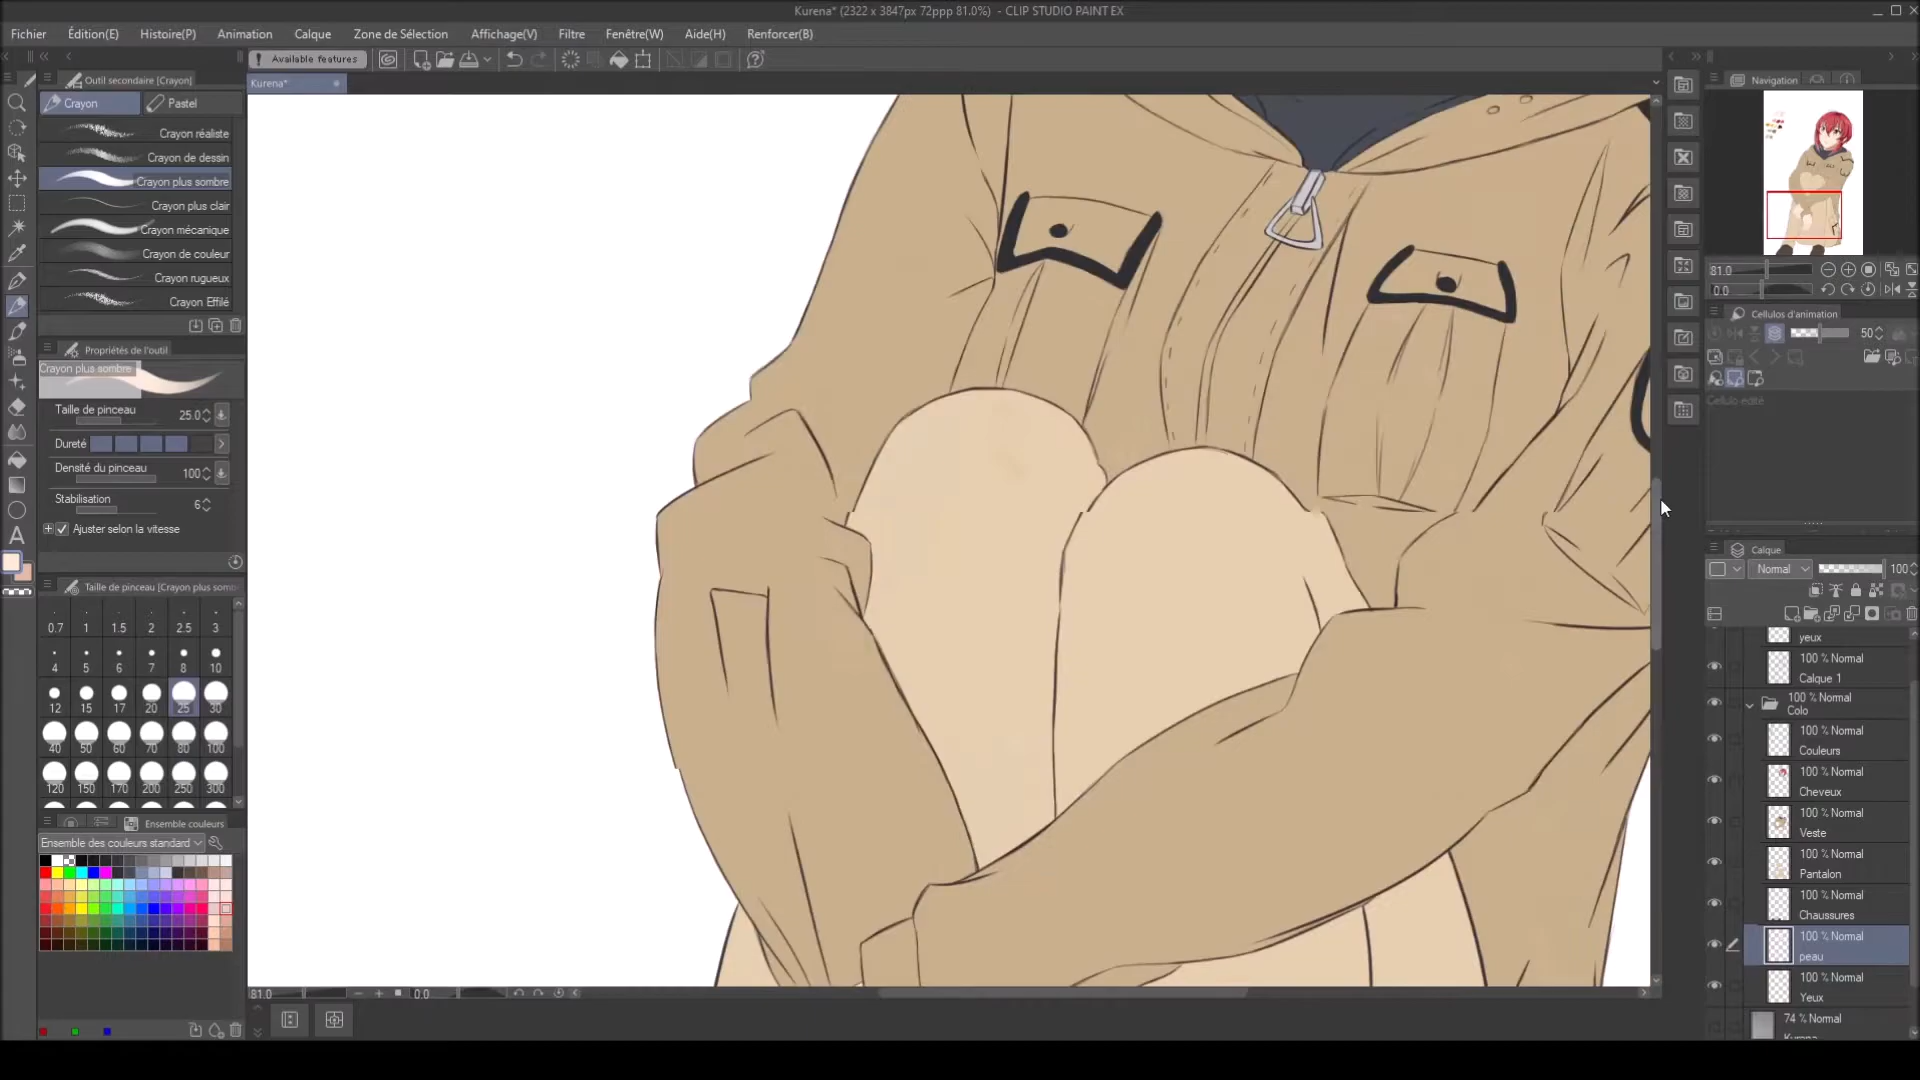 Kurena* (2322 x 3847px 72ppp 81.0%)  - CLIP STUDIO PAINT EX
Fichier Édition(E) Histoire(P) Animation Calque Zone de Sélection Affichage(V) Filtre Fenêtre(W) Aide(H) Renforcer(B)
Available features
Outil secondaire [Crayon]
Kurena*
Navigation
Crayon Pastel
Crayon réaliste
Crayon de dessin
Crayon plus sombre
Crayon plus clair
Crayon mécanique
Crayon de couleur
Crayon rugueux
Crayon Effilé
81.0
0.0
Cellulos d'animation
50
Cellulo édité
Propriétés de l'outil
Crayon plus sombre
Taille de pinceau 25.0
Dureté
Densité du pinceau 100
Stabilisation 6
Ajuster selon la vitesse
Taille de pinceau [Crayon plus somb
0.7 1 1.5 2 2.5 3
4 5 6 7 8 10
12 15 17 20 25 30
40 50 60 70 80 100
120 150 170 200 250 300
Ensemble couleurs
Ensemble des couleurs standard
Calque
Normal 100
yeux
100 % Normal
Calque 1
100 % Normal
Colo
100 % Normal
Couleurs
100 % Normal
Cheveux
100 % Normal
Veste
100 % Normal
Pantalon
100 % Normal
Chaussures
100 % Normal
peau
100 % Normal
Yeux
74 % Normal
Kurena
81.0 0.0